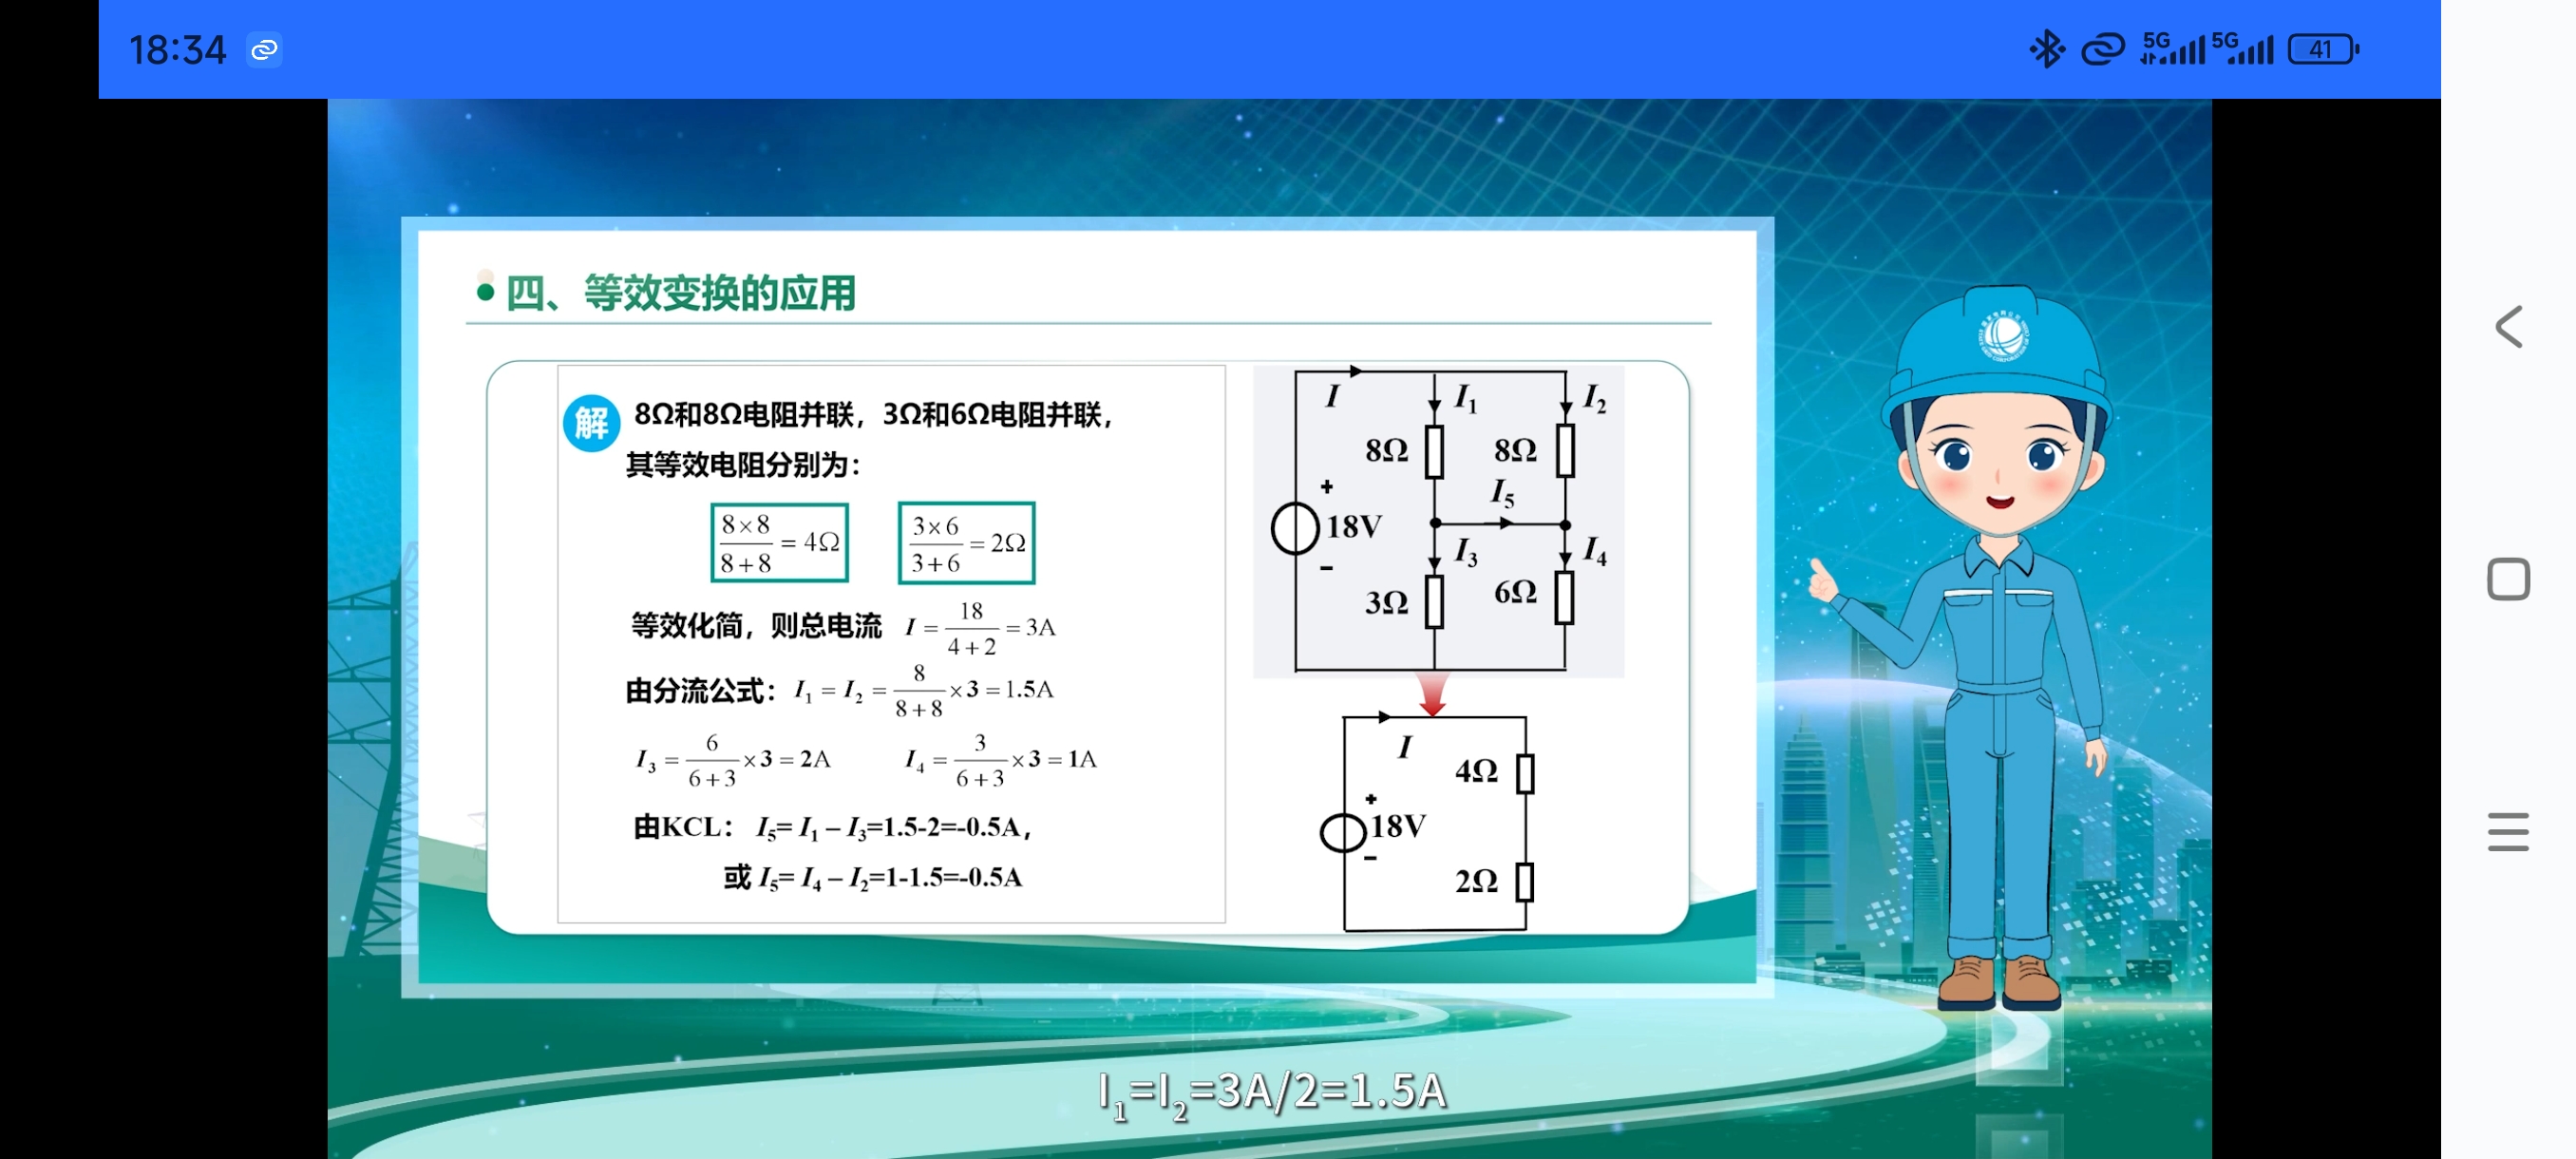 18:34
5G 5G 41
四、等效变换的应用
解 8Ω和8Ω电阻并联，3Ω和6Ω电阻并联，
其等效电阻分别为：
8×8/8+8 = 4Ω 3×6/3+6 = 2Ω
等效化简，则总电流 I = 18/4+2 = 3A
由分流公式： I₁ = I₂ = 8/8+8 ×3 = 1.5A
I₃ = 6/6+3 ×3 = 2A I₄ = 3/6+3 ×3 = 1A
由KCL： I₅= I₁ – I₃=1.5-2=-0.5A，
或 I₅= I₄ – I₂=1-1.5=-0.5A
I I₁ I₂
8Ω 8Ω
I₅
+
18V
-
I₃ I₄
3Ω 6Ω
I
4Ω
+
18V
-
2Ω
I₁=I₂=3A/2=1.5A